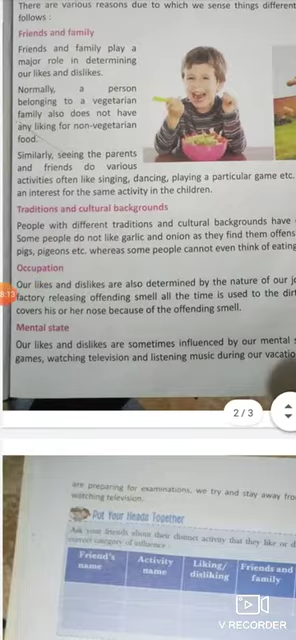 There are various reasons due to which we sense things different
follows :
Friends and family
Friends and family play a
major role in determining
our likes and dislikes.
Normally, a person
belonging to a vegetarian
family also does not have
any liking for non-vegetarian
food.
Similarly, seeing the parents
and friends do various
activities often like singing, dancing, playing a particular game etc.
an interest for the same activity in the children.
Traditions and cultural backgrounds
People with different traditions and cultural backgrounds have
Some people do not like garlic and onion as they find them offens
pigs, pigeons etc. whereas some people cannot even think of eating
Occupation
Our likes and dislikes are also determined by the nature of our jo
8:13
factory releasing offending smell all the time is used to the dirt
covers his or her nose because of the offending smell.
Mental state
Our likes and dislikes are sometimes influenced by our mental s
games, watching television and listening music during our vacatio
2/3
are preparing for examinations, we try and stay away fro
watching television.
Put Your Heads Together
Ask your friends about their distinct activity that they like or d
correct category of influence :
Friend's name
Activity name
Liking/ disliking
Friends and family
V RECORDER